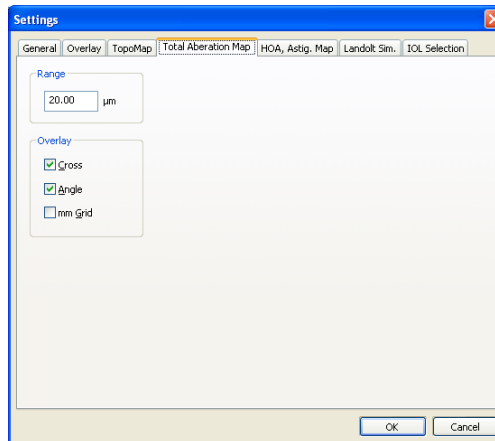 Settings
General Overlay TopoMap Total Aberation Map HOA, Astig. Map Landolt Sim. IOL Selection
Range
20.00 µm
Overlay
Cross
Angle
mm Grid
OK Cancel